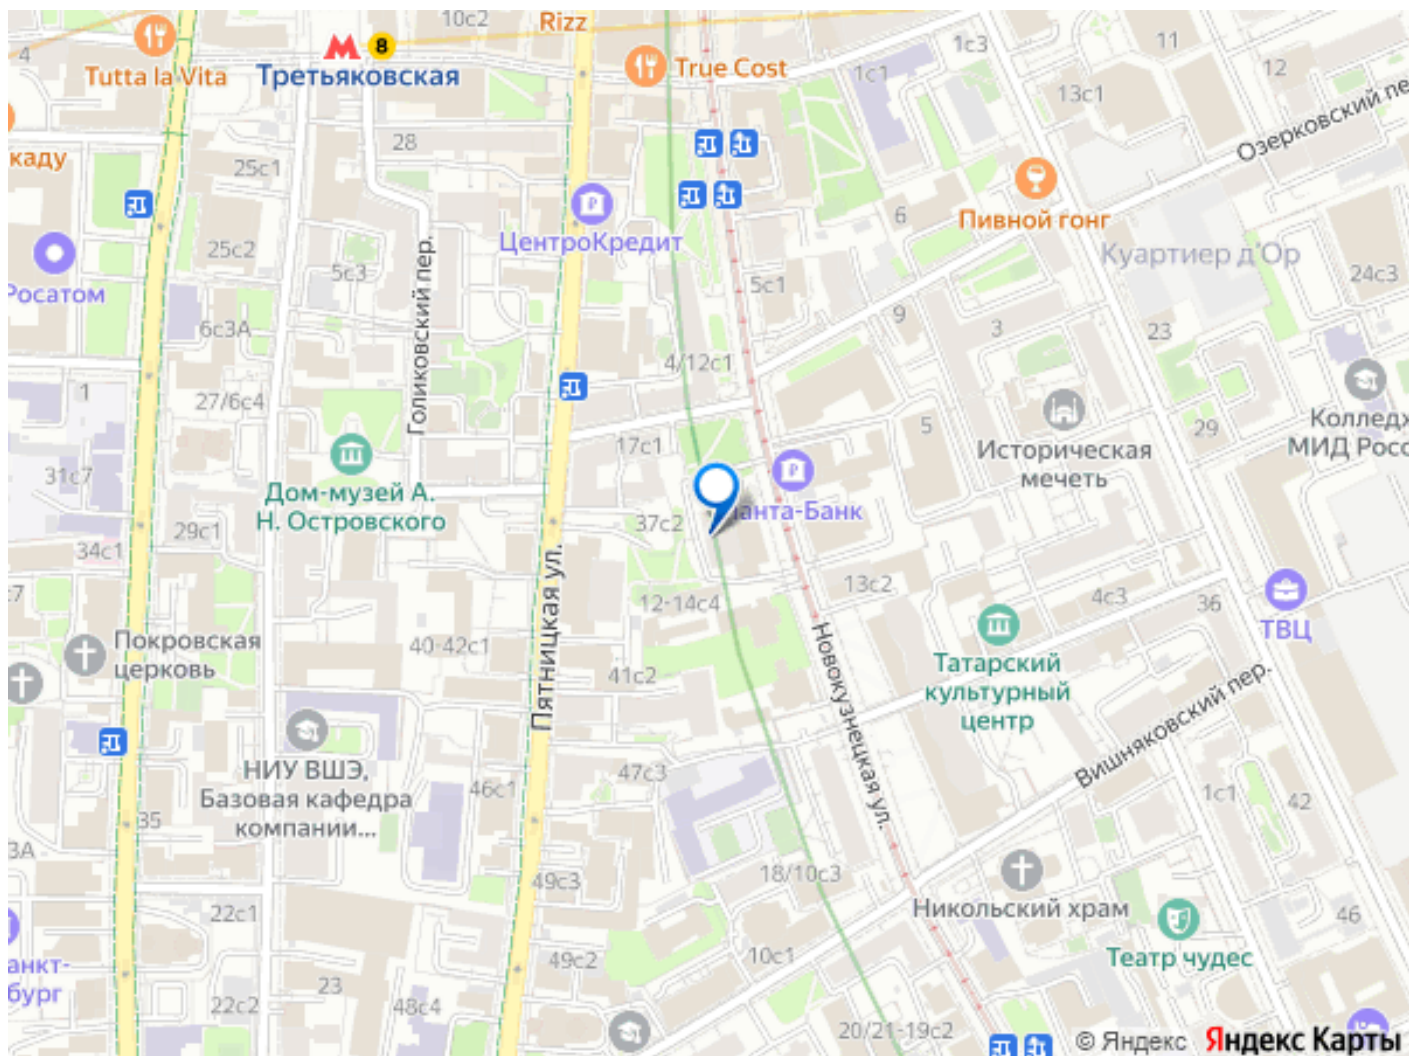 10с2
Rizz
4
Tutta la Vita
8
Третьяковская
True Cost
1с3
11
12
1с1
13с1
Озерковский пе
каду
28
25с1
Пивной гонг
6
ЦентроКредит
25с2
5с3
Голиковский пер.
Куартиер д'Ор
24с3
Росатом
5с1
6с3А
9
3
23
4/12с1
1
27/6с4
Колледж
МИД Росс
17с1
5
29
Историческая
мечеть
31с7
Дом-музей А.
Н. Островского
29с1
37с2
анта-Банк
34с1
с7
Пятницкая ул.
12-14с4
13с2
4с3
36
ТВЦ
Покровская
церковь
40-42с1
41с2
Новокузнецкая ул.
Татарский
культурный
центр
Вишняковский пер.
НИУ ВШЭ,
Базовая кафедра
компании...
46с1
47с3
1с1
42
35
3А
49с3
18/10с3
22с1
Никольский храм
46
Театр чудес
анкт-
бург
49с2
10с1
23
22с2
48с4
20/21-19с2
© Яндекс Яндекс Карты